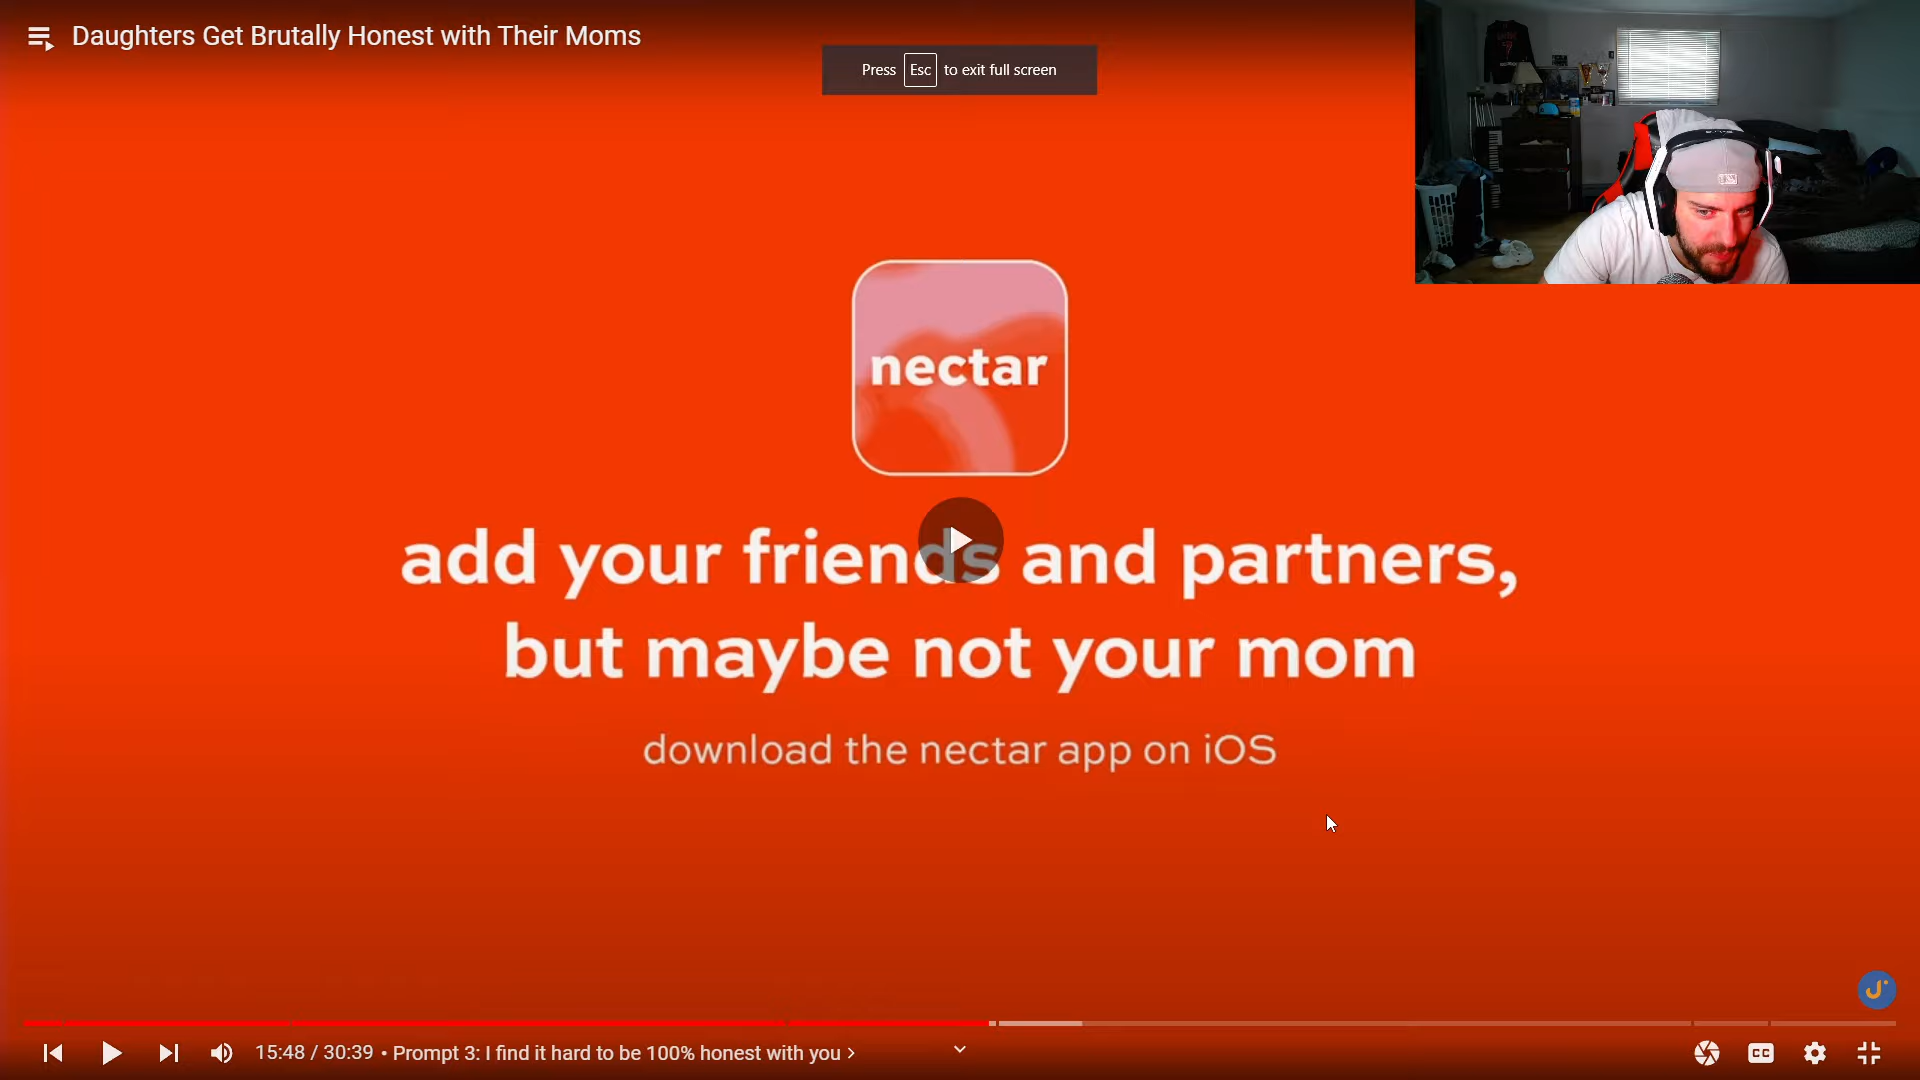 Daughters Get Brutally Honest with Their Moms
Press Esc to exit full screen
nectar
add your friends and partners,
but maybe not your mom
download the nectar app on iOS
15:48 / 30:39 • Prompt 3: I find it hard to be 100% honest with you
CC